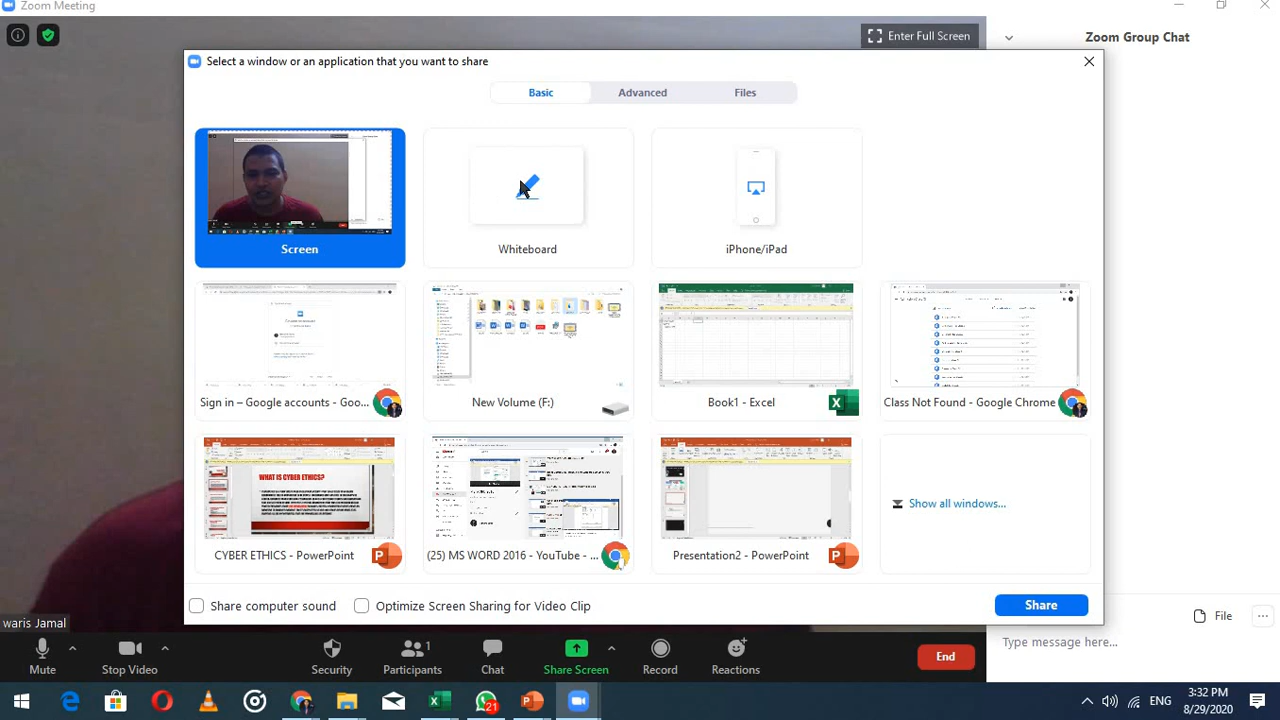 Zoom Meeting
Enter Full Screen
Zoom Group Chat
Select a window or an application that you want to share
Basic
Advanced
Files
Screen
Whiteboard
iPhone/iPad
Sign in – Google accounts - Goo...
New Volume (F:)
Book1 - Excel
Class Not Found - Google Chrome
WHAT IS CYBER ETHICS?
CYBER ETHICS - PowerPoint
(25) MS WORD 2016 - YouTube - ...
Presentation2 - PowerPoint
Show all windows...
Share computer sound
Optimize Screen Sharing for Video Clip
Share
waris Jamal
File
Type message here...
1
Mute
Stop Video
Security
Participants
Chat
Share Screen
Record
Reactions
End
21
ENG
3:32 PM
8/29/2020